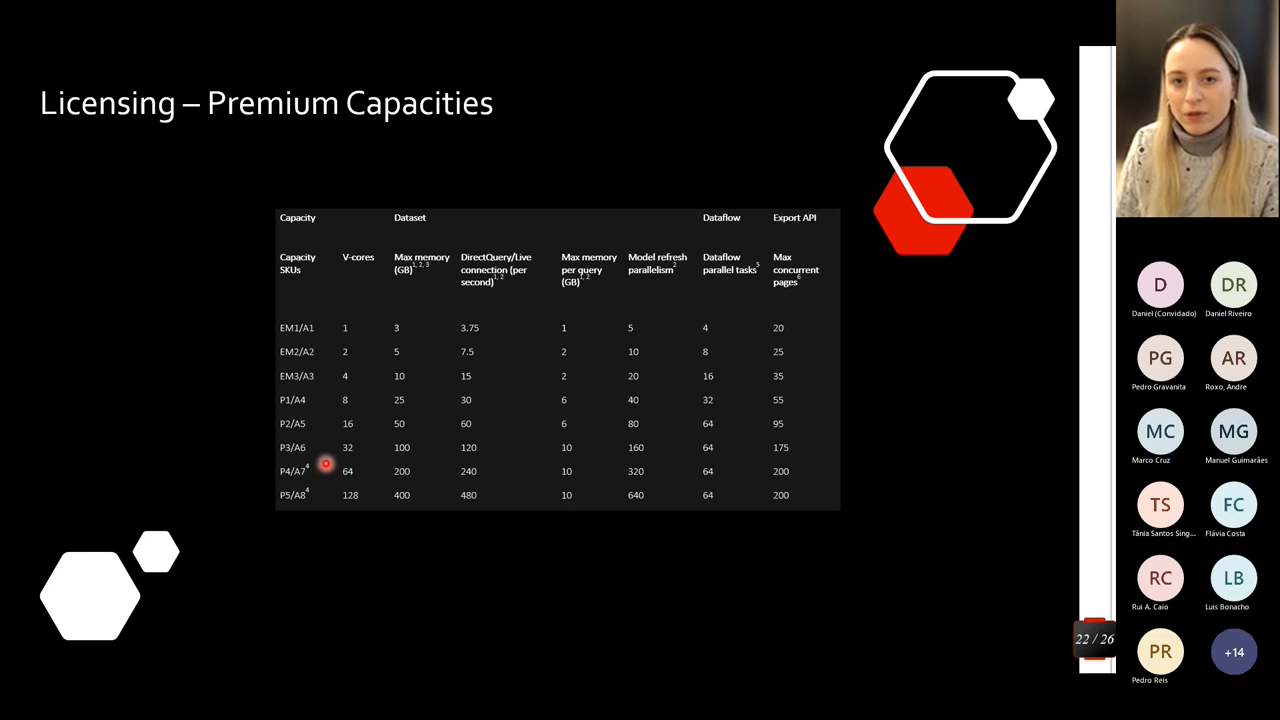 Licensing – Premium Capacities
Capacity Dataset Dataflow Export API
Capacity SKUs V-cores Max memory (GB)1, 2, 3 DirectQuery/Live connection (per second)1, 2 Max memory per query (GB)1, 2 Model refresh parallelism2 Dataflow parallel tasks5 Max concurrent pages6
EM1/A1 1 3 3.75 1 5 4 20
EM2/A2 2 5 7.5 2 10 8 25
EM3/A3 4 10 15 2 20 16 35
P1/A4 8 25 30 6 40 32 55
P2/A5 16 50 60 6 80 64 95
P3/A6 32 100 120 10 160 64 175
P4/A74 64 200 240 10 320 64 200
P5/A84 128 400 480 10 640 64 200
22 / 26
D DR
Daniel (Convidado) Daniel Riveiro
PG AR
Pedro Gravanita Roxo, Andre
MC MG
Marco Cruz Manuel Guimarães
TS FC
Tânia Santos Sing... Flávia Costa
RC LB
Rui A. Caio Luis Bonacho
PR +14
Pedro Reis